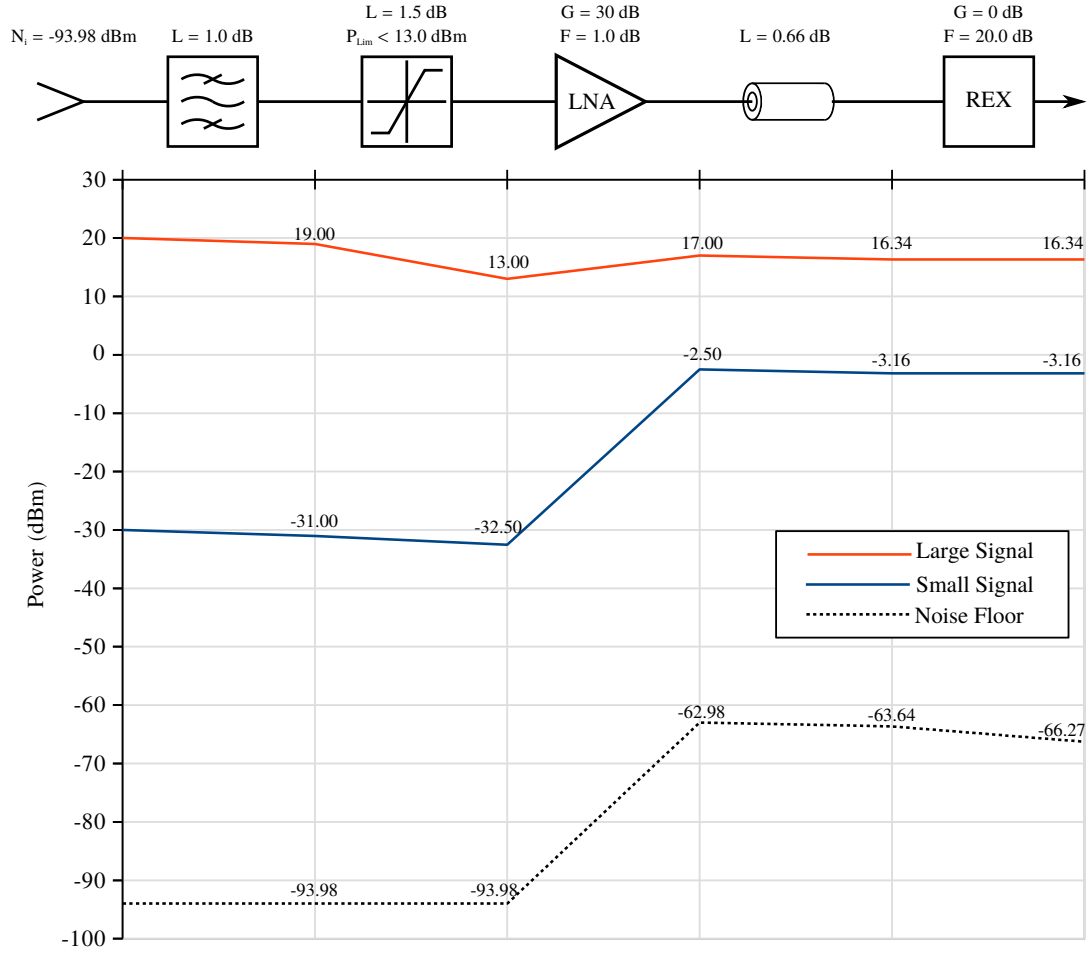 L = 1.5 dB
G = 30 dB
G = 0 dB
N_i = -93.98 dBm
L = 1.0 dB
P_Lim < 13.0 dBm
F = 1.0 dB
L = 0.66 dB
F = 20.0 dB
LNA
REX
30
20
10
0
-10
-20
-30
-40
-50
-60
-70
-80
-90
-100
Power (dBm)
19.00
13.00
17.00
16.34
16.34
-31.00
-32.50
-2.50
-3.16
-3.16
-93.98
-93.98
-62.98
-63.64
-66.27
Large Signal
Small Signal
Noise Floor